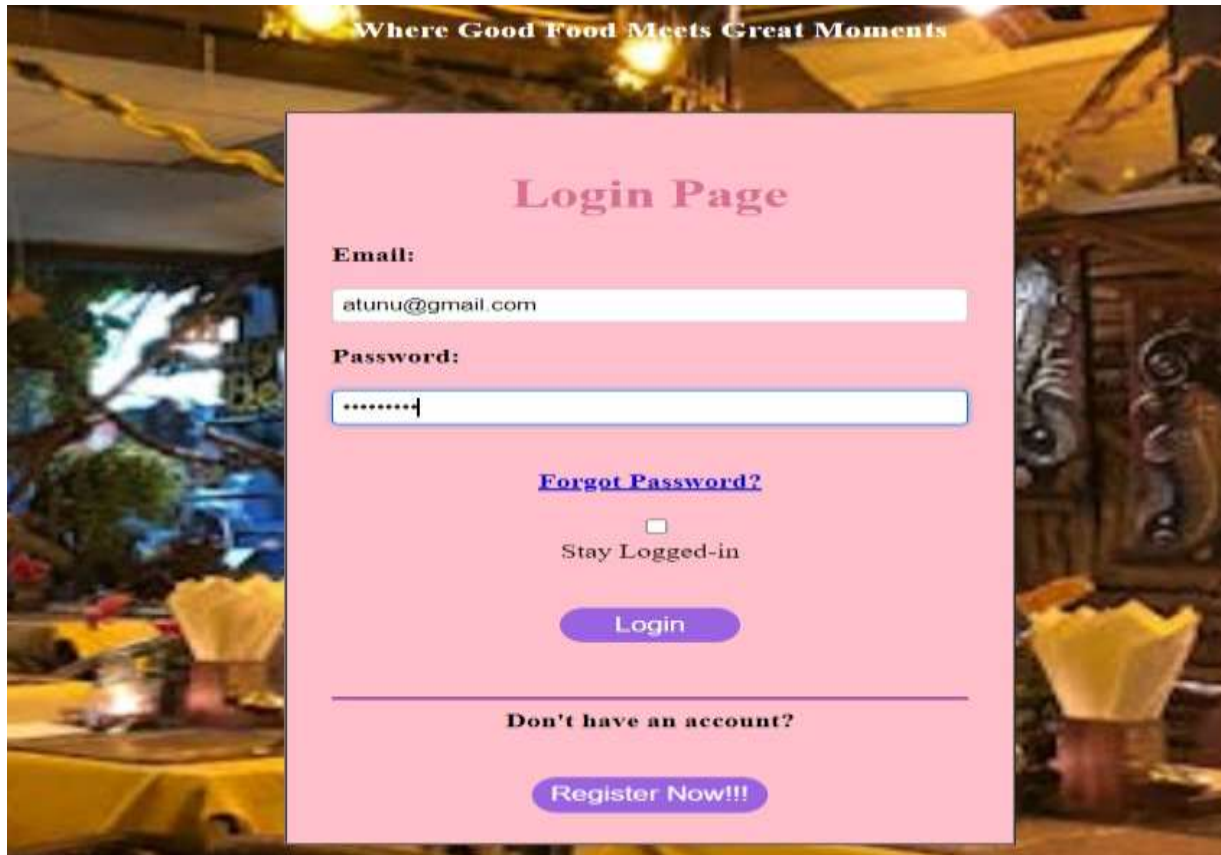 Where Good Food Meets Great Moments
Login Page
Email:
atunu@gmail.com
Password:
•••••••••
Forgot Password?
Stay Logged-in
Login
Don't have an account?
Register Now!!!